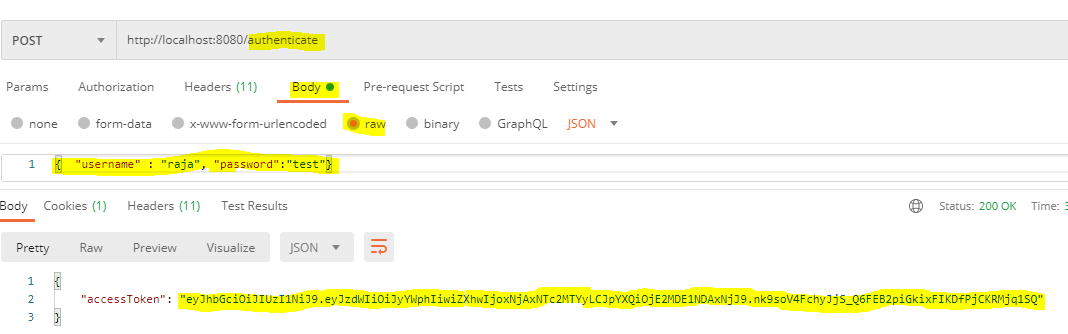 POST http://localhost:8080/authenticate
Params Authorization Headers (11) Body Pre-request Script Tests Settings
none form-data x-www-form-urlencoded raw binary GraphQL JSON
1 { "username" : "raja", "password":"test"}
Body Cookies (1) Headers (11) Test Results Status: 200 OK Time:
Pretty Raw Preview Visualize JSON
1 {
2 "accessToken": "eyJhbGciOiJIUzI1NiJ9.eyJzdWIiOiJyYWphIiwiZXhwIjoxNjAxNTc2MTYyLCJpYXQiOjE2MDE1NDAxNjJ9.nk9soV4FchyJjS_Q6FEB2piGkixFIKDfPjCKRMjq1SQ"
3 }